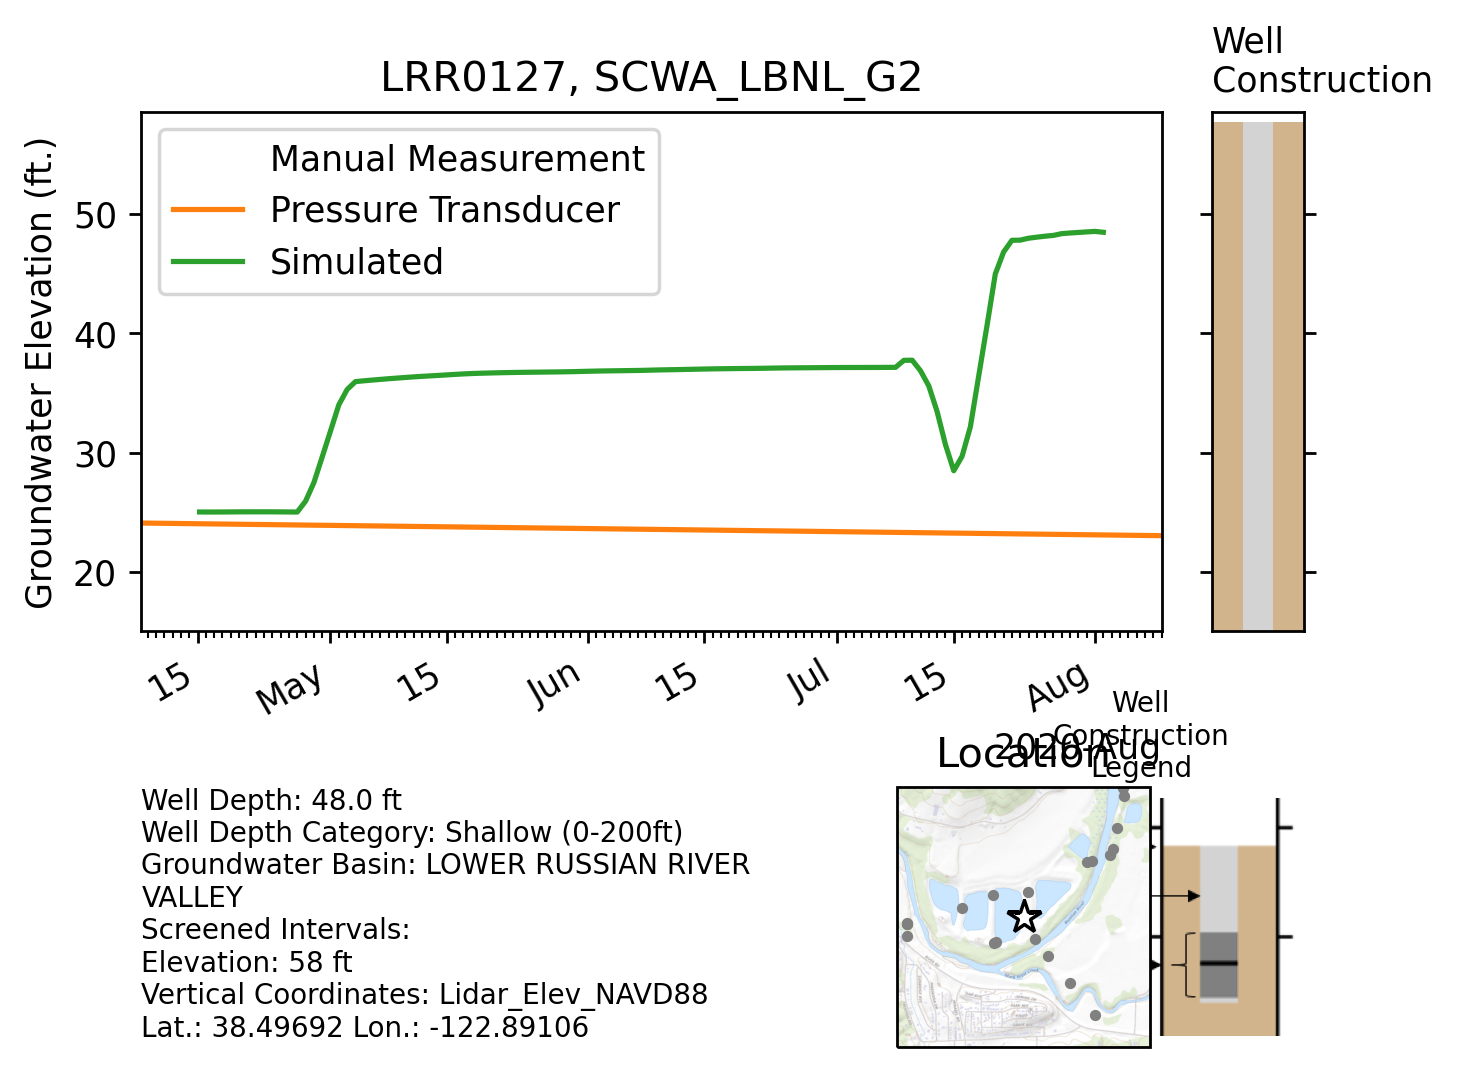 Well
Construction
LRR0127, SCWA_LBNL_G2
Groundwater Elevation (ft.)
Manual Measurement
Pressure Transducer
Simulated
50
40
30
20
15
May
15
Jun
15
Jul
15
Aug
2020-Aug
Location
Well
Construction
Legend
Well Depth: 48.0 ft
Well Depth Category: Shallow (0-200ft)
Groundwater Basin: LOWER RUSSIAN RIVER
VALLEY
Screened Intervals:
Elevation: 58 ft
Vertical Coordinates: Lidar_Elev_NAVD88
Lat.: 38.49692 Lon.: -122.89106